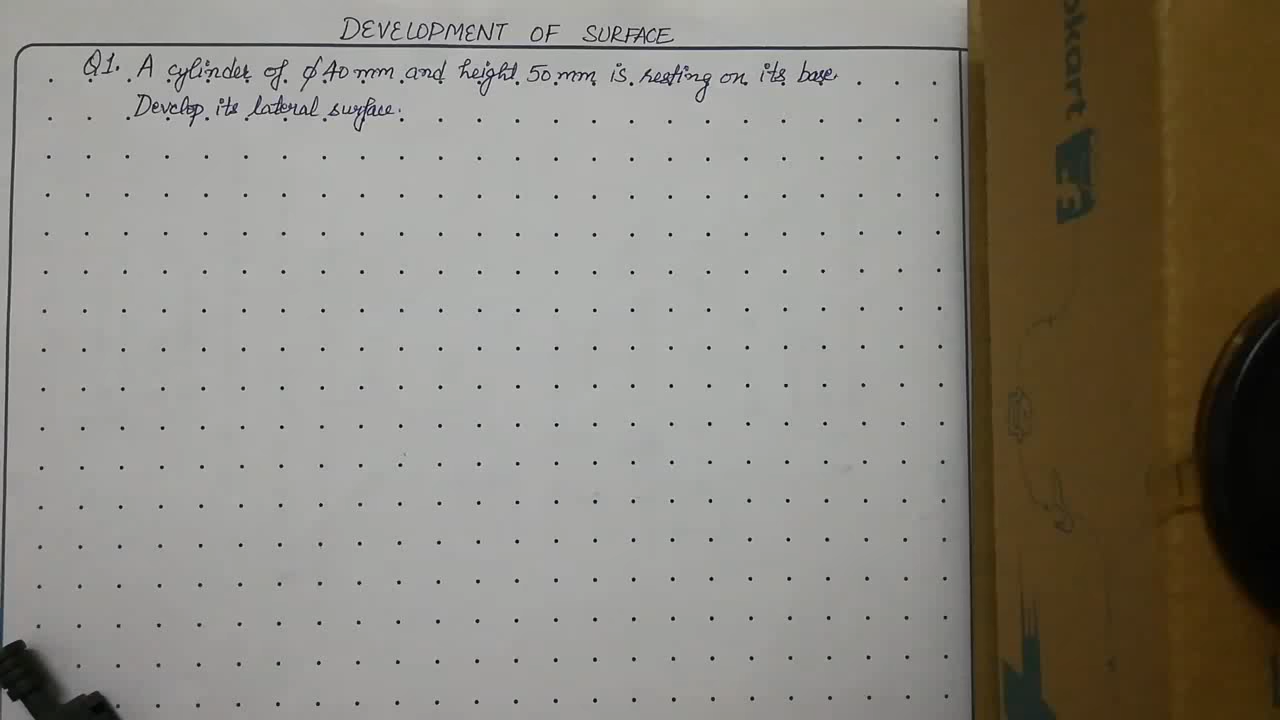 DEVELOPMENT OF SURFACE
Q1. A cylinder of φ40 mm and height 50 mm is resting on its base.
Develop its lateral surface.